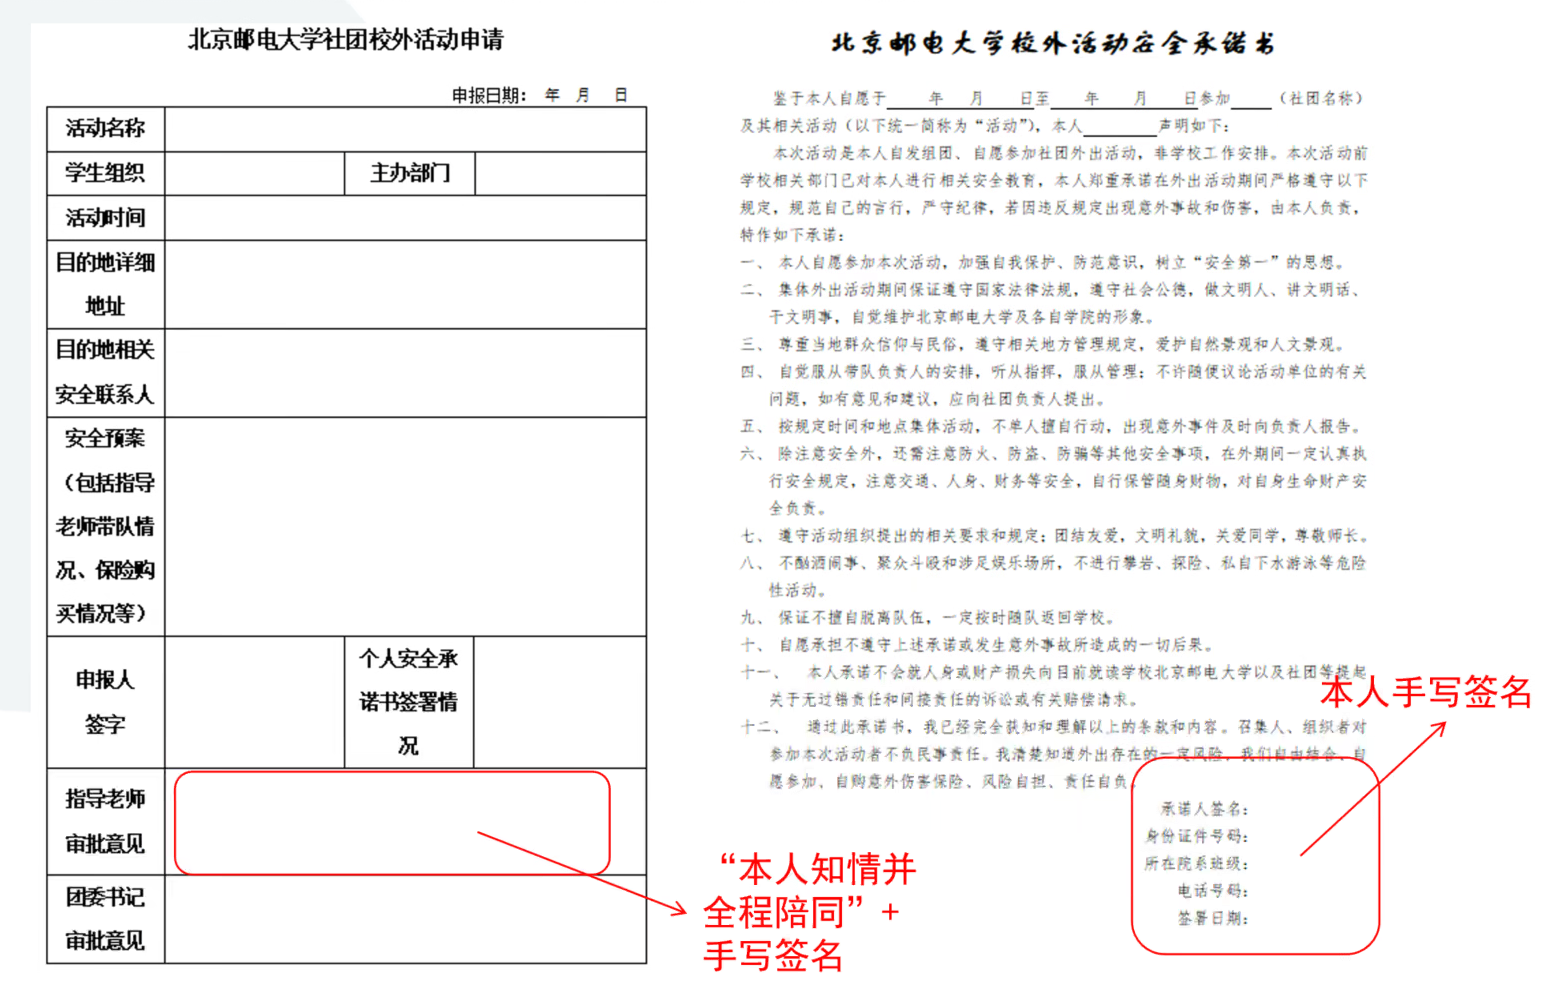 北京邮电大学社团校外活动申请
申报日期： 年 月 日
活动名称
学生组织 主办部门
活动时间
目的地详细
地址
目的地相关
安全联系人
安全预案
（包括指导
老师带队情
况、保险购
买情况等）
申报人
签字
个人安全承
诺书签署情
况
指导老师
审批意见
团委书记
审批意见
“本人知情并
全程陪同”+
手写签名
北京邮电大学校外活动安全承诺书
鉴于本人自愿于____年 月 日至____年 月 日参加____（社团名称）
及其相关活动（以下统一简称为“活动”），本人________声明如下：
本次活动是本人自发组团、自愿参加社团外出活动，非学校工作安排。本次活动前
学校相关部门已对本人进行相关安全教育，本人郑重承诺在外出活动期间严格遵守以下
规定，规范自己的言行，严守纪律，若因违反规定出现意外事故和伤害，由本人负责，
特作如下承诺：
一、 本人自愿参加本次活动，加强自我保护、防范意识，树立“安全第一”的思想。
二、 集体外出活动期间保证遵守国家法律法规，遵守社会公德，做文明人、讲文明话、
干文明事，自觉维护北京邮电大学及各自学院的形象。
三、 尊重当地群众信仰与民俗，遵守相关地方管理规定，爱护自然景观和人文景观。
四、 自觉服从带队负责人的安排，听从指挥，服从管理；不许随便议论活动单位的有关
问题，如有意见和建议，应向社团负责人提出。
五、 按规定时间和地点集体活动，不单人擅自行动，出现意外事件及时向负责人报告。
六、 除注意安全外，还需注意防火、防盗、防骗等其他安全事项，在外期间一定认真执
行安全规定，注意交通、人身、财务等安全，自行保管随身财物，对自身生命财产安
全负责。
七、 遵守活动组织提出的相关要求和规定；团结友爱，文明礼貌，关爱同学，尊敬师长。
八、 不酗酒闹事、聚众斗殴和涉足娱乐场所，不进行攀岩、探险、私自下水游泳等危险
性活动。
九、 保证不擅自脱离队伍，一定按时随队返回学校。
十、 自愿承担不遵守上述承诺或发生意外事故所造成的一切后果。
十一、 本人承诺不会就人身或财产损失向目前就读学校北京邮电大学以及社团等提起
关于无过错责任和间接责任的诉讼或有关赔偿请求。
十二、 通过此承诺书，我已经完全获知和理解以上的条款和内容。召集人、组织者对
参加本次活动者不负民事责任。我清楚知道外出存在的一定风险，我们自由结合、自
愿参加、自购意外伤害保险、风险自担、责任自负。
本人手写签名
承诺人签名：
身份证件号码：
所在院系班级：
电话号码：
签署日期：